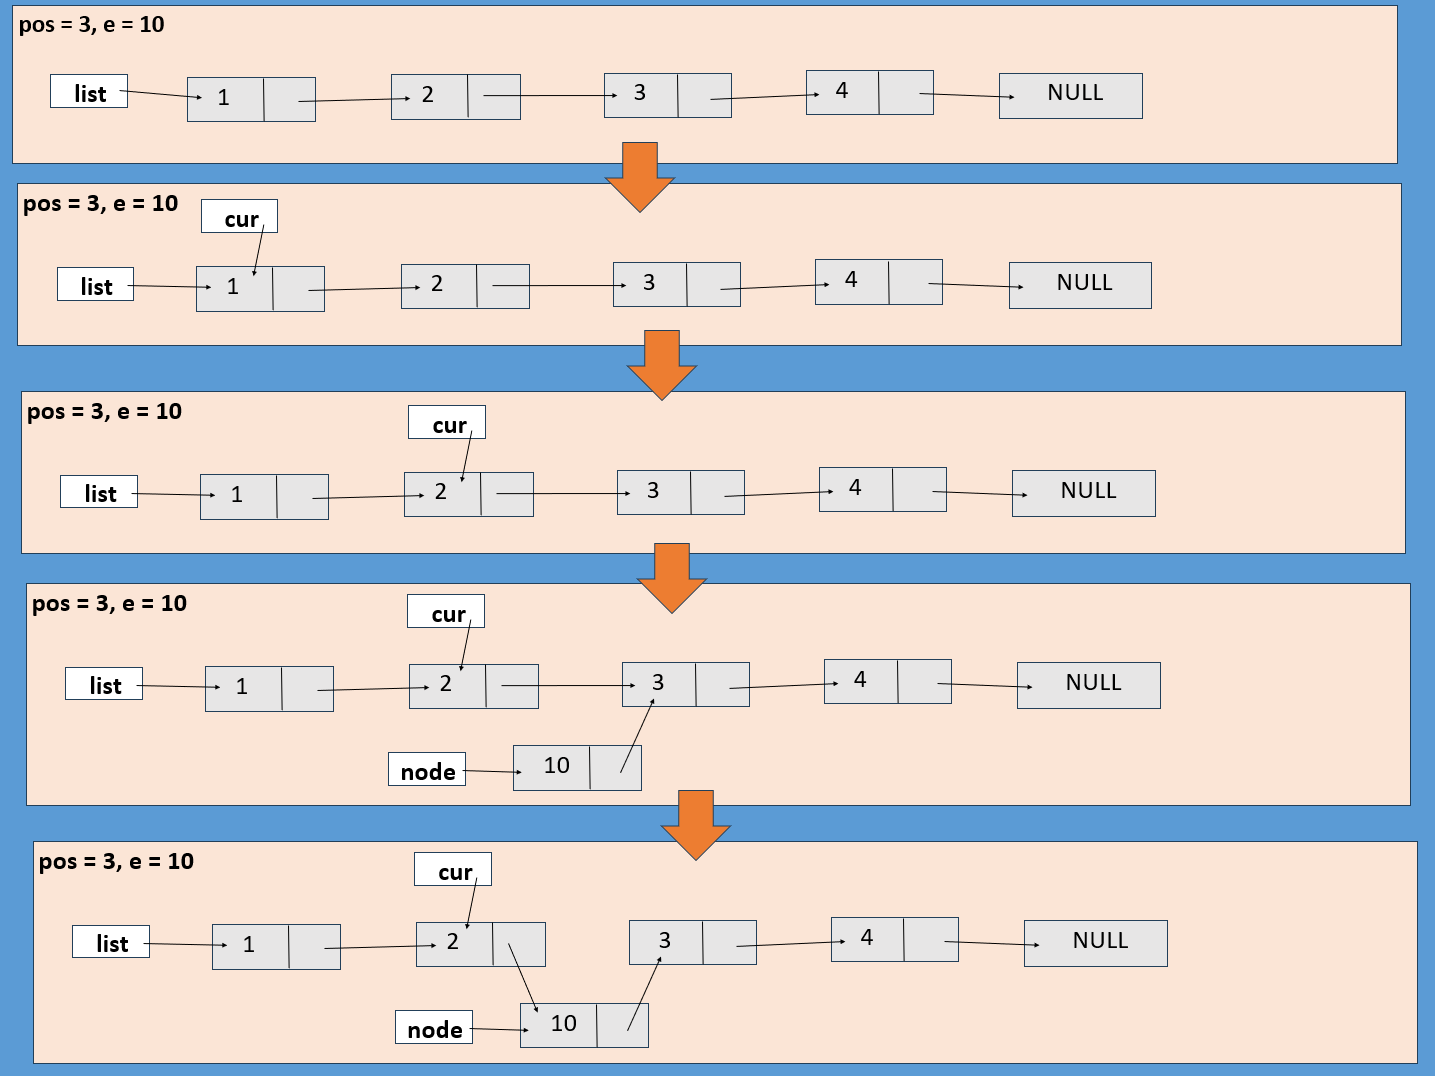 pos = 3, e = 10
list 1 2 3 4 NULL
pos = 3, e = 10
cur
list 1 2 3 4 NULL
pos = 3, e = 10
cur
list 1 2 3 4 NULL
pos = 3, e = 10
cur
list 1 2 3 4 NULL
node 10
pos = 3, e = 10
cur
list 1 2 3 4 NULL
node 10